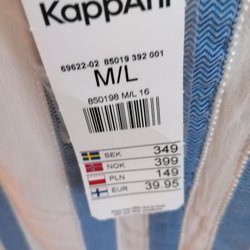 KappAhl
69622-02 85019 392 001
M/L
850198 M/L 16
SEK 349
NOK 399
PLN 149
EUR 39.95